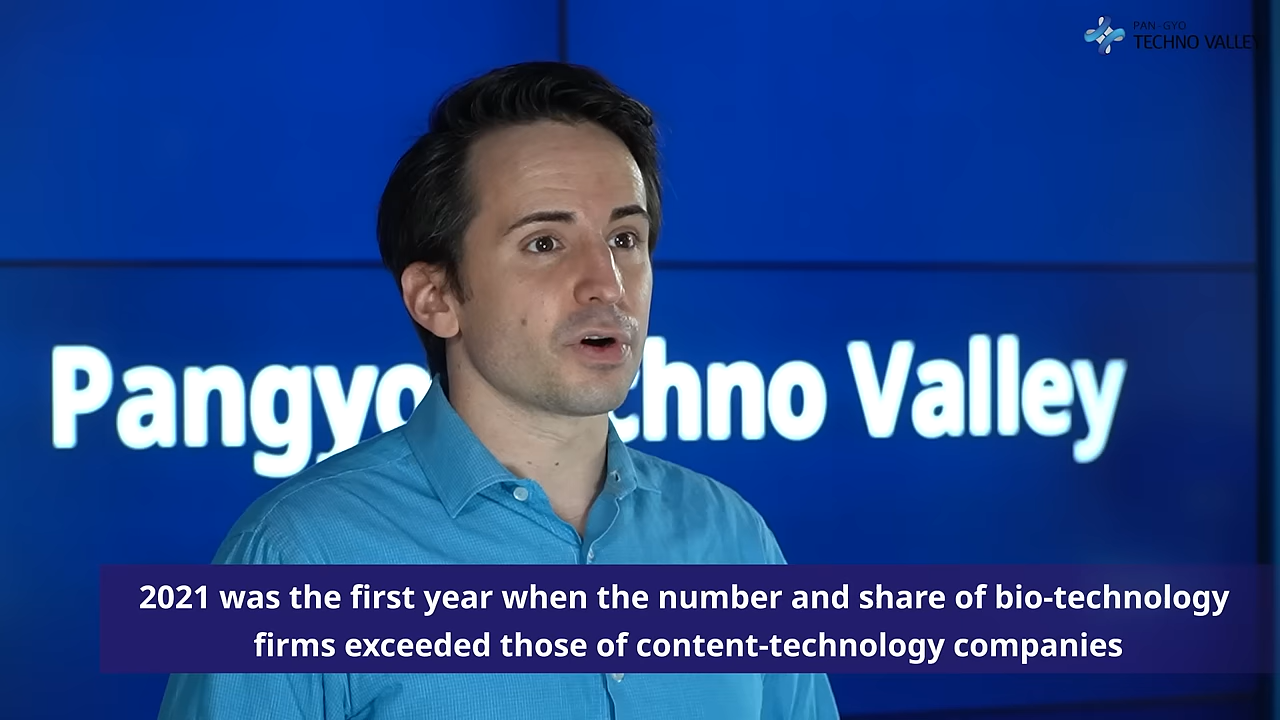 PAN-GYO
TECHNO VALLEY
Pangyo chno Valley
2021 was the first year when the number and share of bio-technology
firms exceeded those of content-technology companies